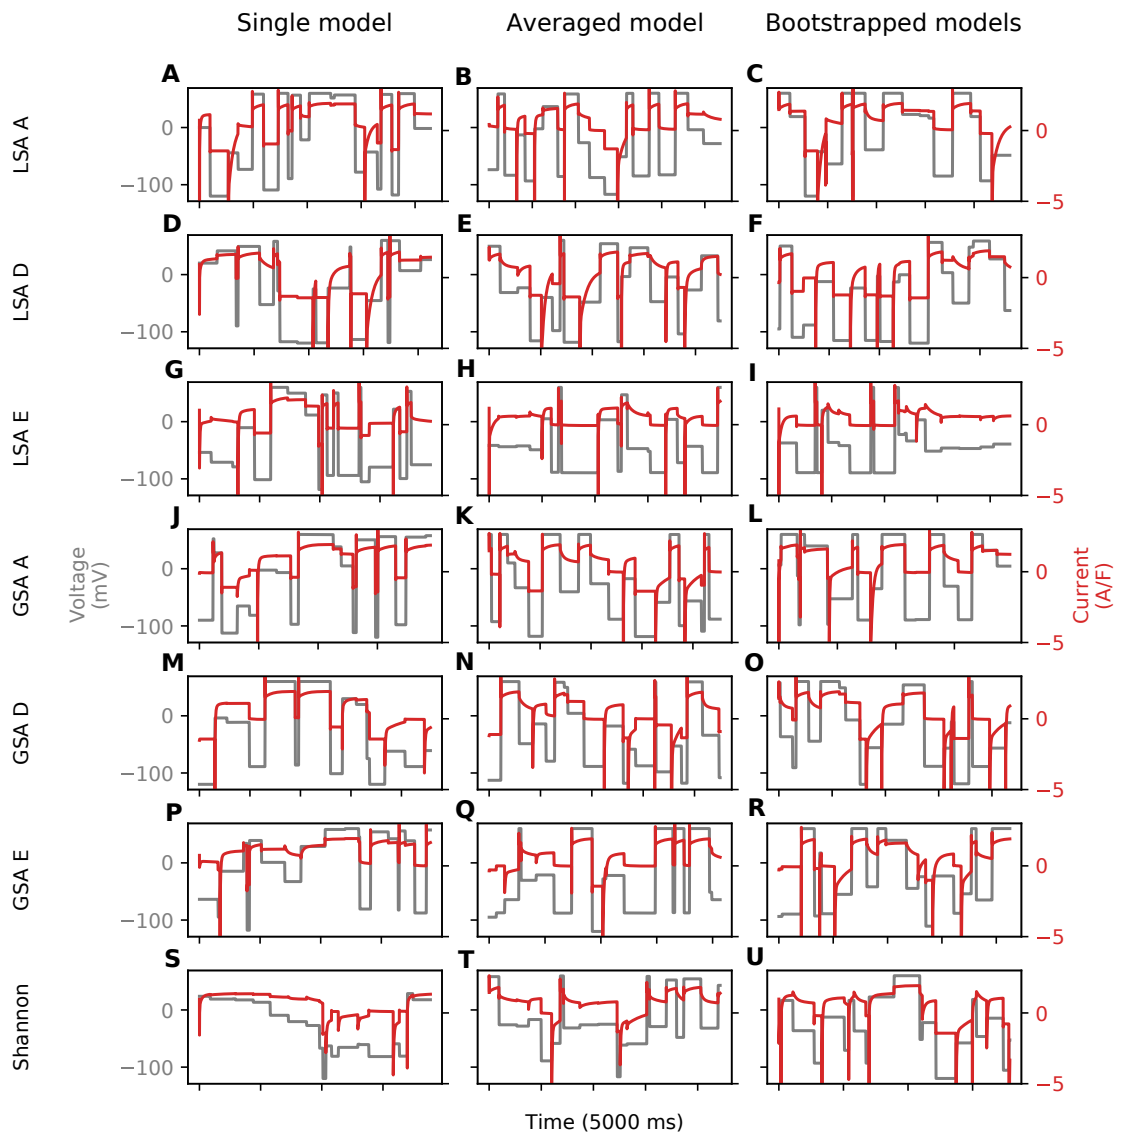 Single model Averaged model Bootstrapped models
A B C
LSA A 0 −100 0 −5
D E F
LSA D 0 −100 0 −5
G H I
LSA E 0 −100 0 −5
J K L
GSA A Voltage (mV) 0 −100 0 −5 Current (A/F)
M N O
GSA D 0 −100 0 −5
P Q R
GSA E 0 −100 0 −5
S T U
Shannon 0 −100 0 −5
Time (5000 ms)